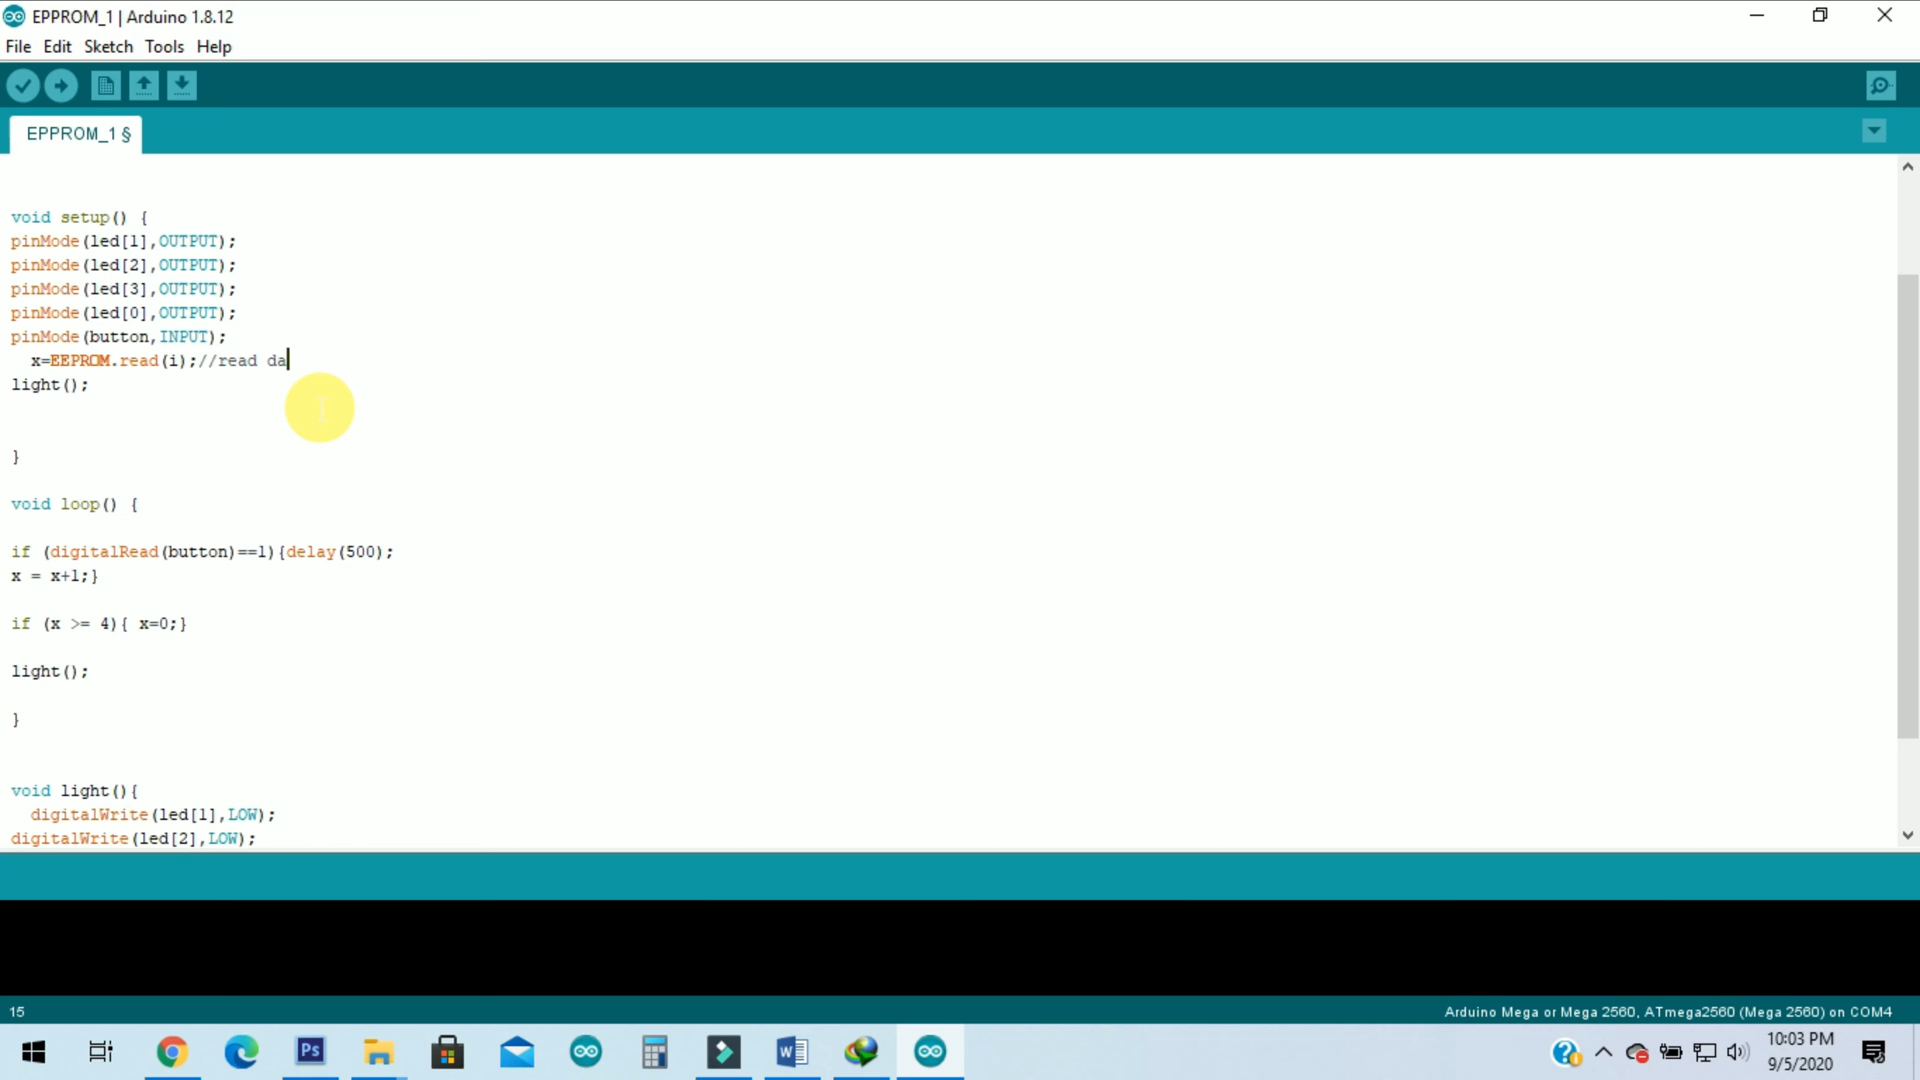 EPPROM_1 | Arduino 1.8.12
File Edit Sketch Tools Help
EPPROM_1 §
void setup() {
pinMode(led[1],OUTPUT);
pinMode(led[2],OUTPUT);
pinMode(led[3],OUTPUT);
pinMode(led[0],OUTPUT);
pinMode(button,INPUT);
x=EEPROM.read(i);//read da
light();
}
void loop() {
if (digitalRead(button)==1){delay(500);
x = x+1;}
if (x >= 4){ x=0;}
light();
}
void light(){
digitalWrite(led[1],LOW);
digitalWrite(led[2],LOW);
15
Arduino Mega or Mega 2560, ATmega2560 (Mega 2560) on COM4
Ps
W
10:03 PM
9/5/2020